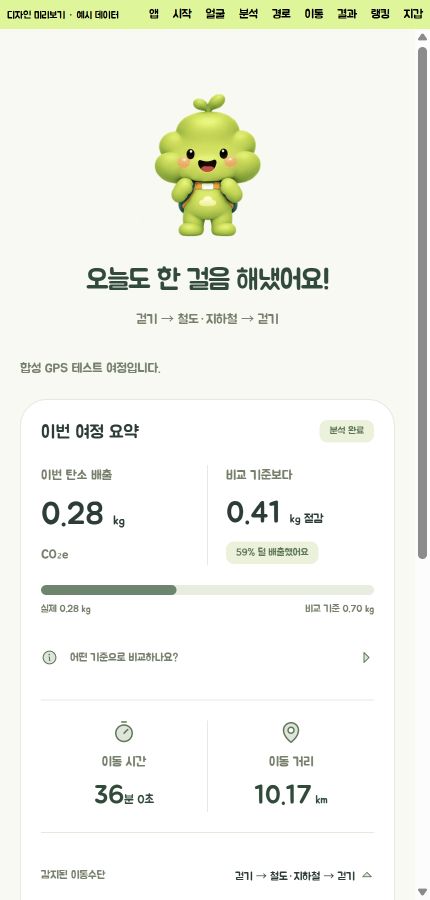 디자인 미리보기 · 예시 데이터 앱 시작 얼굴 분석 경로 이동 결과 랭킹 지갑
오늘도 한 걸음 해냈어요!
걷기 → 철도·지하철 → 걷기
합성 GPS 테스트 여정입니다.
이번 여정 요약
분석 완료
이번 탄소 배출
0.28 kg
CO₂e
비교 기준보다
0.41 kg 절감
59% 덜 배출했어요
실제 0.28 kg
비교 기준 0.70 kg
어떤 기준으로 비교하나요?
이동 시간
36분 0초
이동 거리
10.17 km
감지된 이동수단
걷기 → 철도·지하철 → 걷기